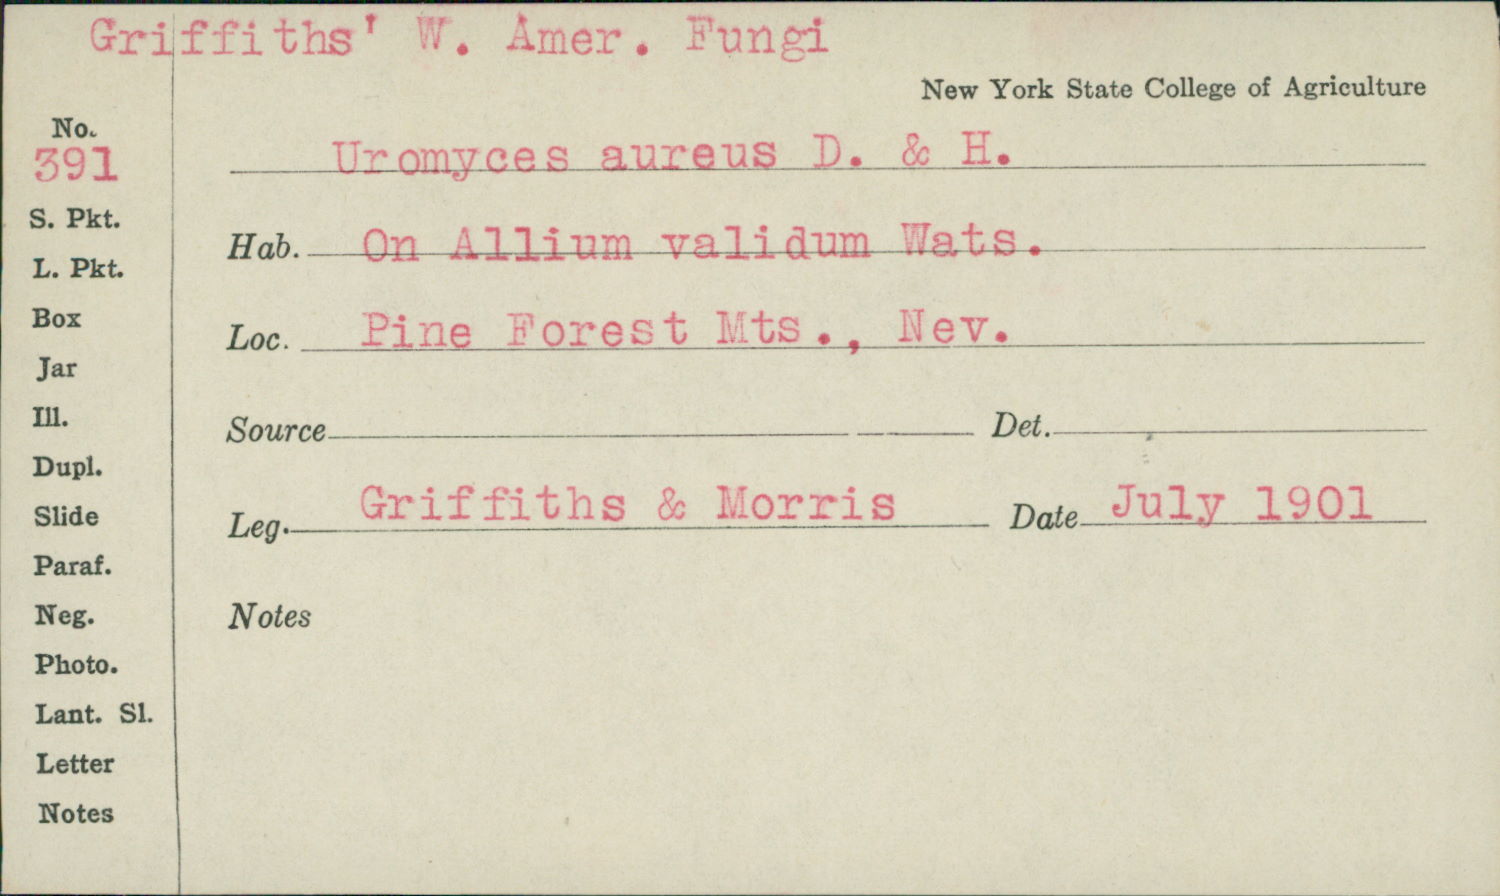 Griffiths' W. Amer. Fungi
New York State College of Agriculture
No.
391
Uromyces aureus D. & H.
S. Pkt.
Hab. On Allium validum Wats.
L. Pkt.
Box
Loc. Pine Forest Mts., Nev.
Jar
Ill.
Source Det.
Dupl.
Slide
Leg. Griffiths & Morris Date July 1901
Paraf.
Neg.
Notes
Photo.
Lant. Sl.
Letter
Notes